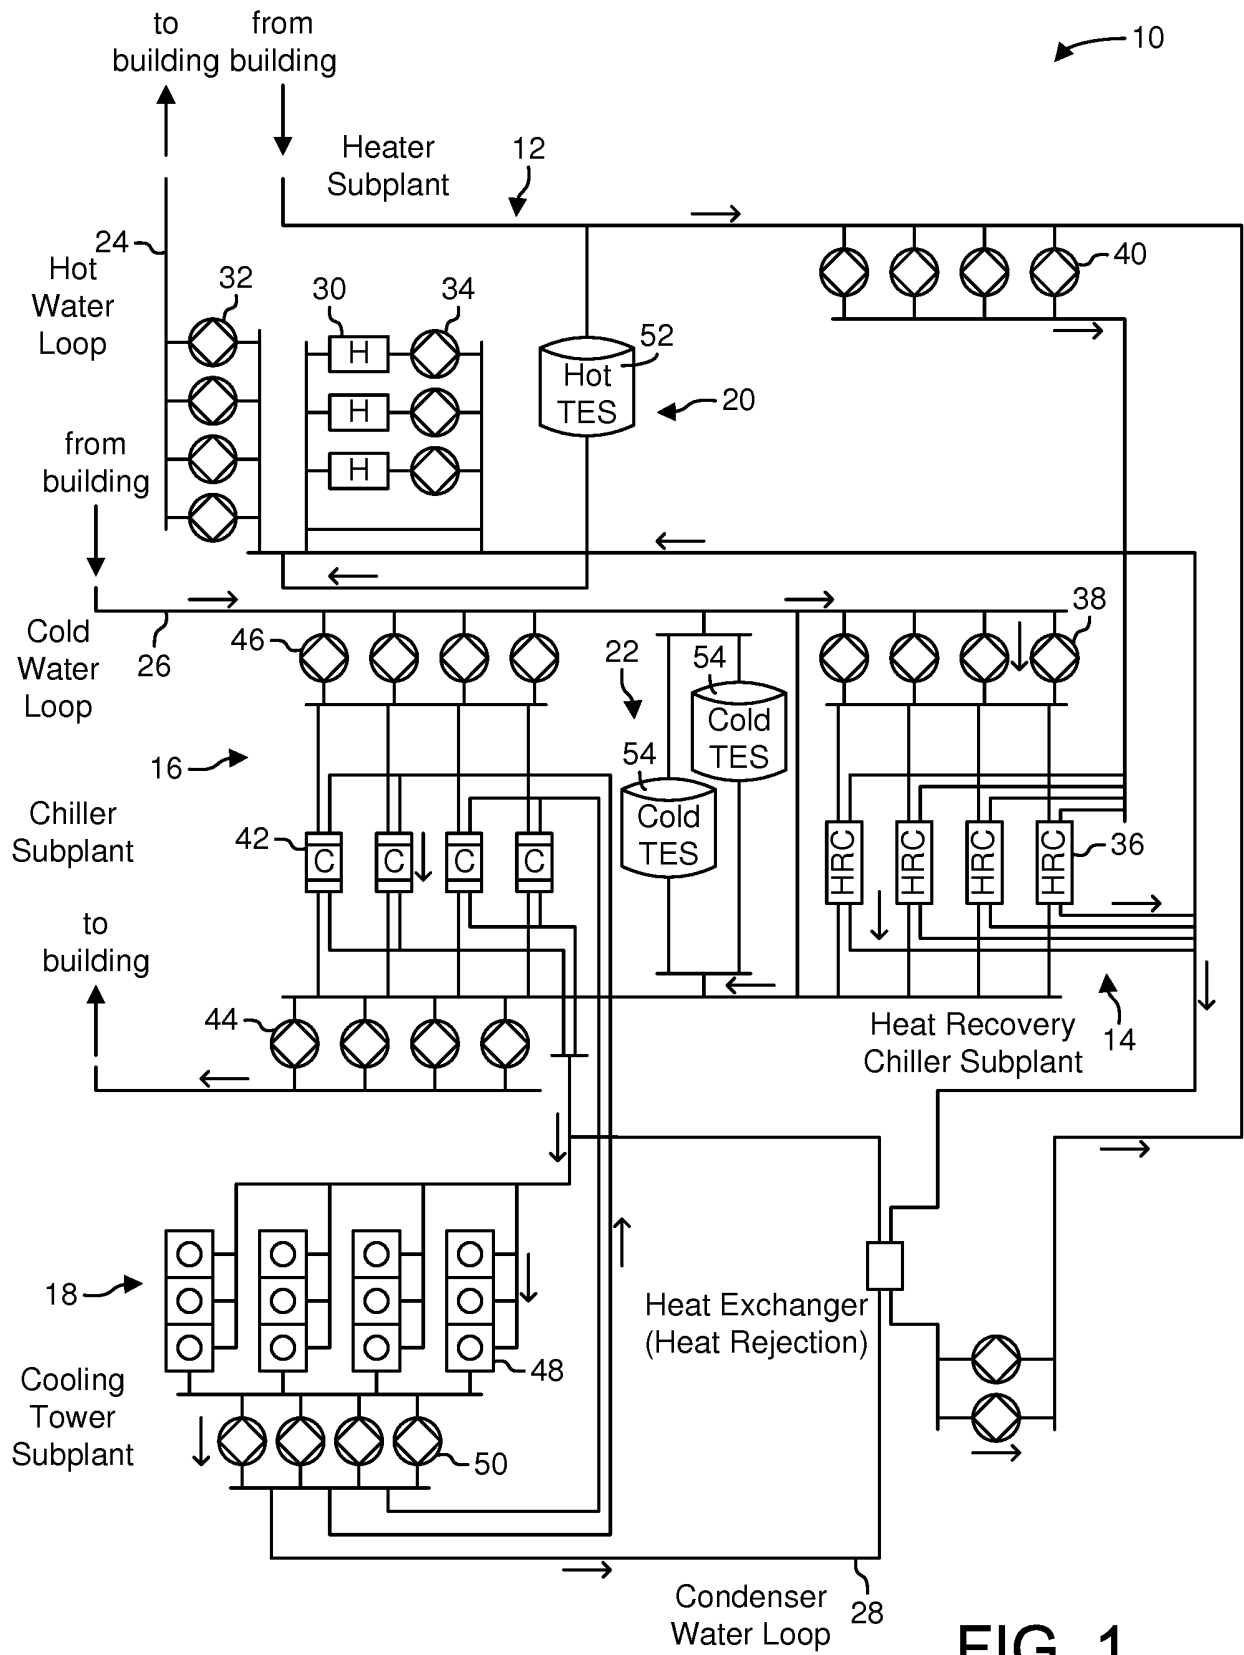 to
building
from
building
10
Heater
Subplant
12
24
Hot
Water
Loop
32
30
34
40
H
H
H
52
Hot
TES
20
from
building
38
Cold
Water
Loop
26
46
22
54
Cold
TES
54
Cold
TES
16
Chiller
Subplant
42
C
C
C
C
HRC
HRC
HRC
HRC
36
to
building
44
Heat Recovery
Chiller Subplant
14
18
48
Heat Exchanger
(Heat Rejection)
Cooling
Tower
Subplant
50
Condenser
Water Loop
28
FIG. 1